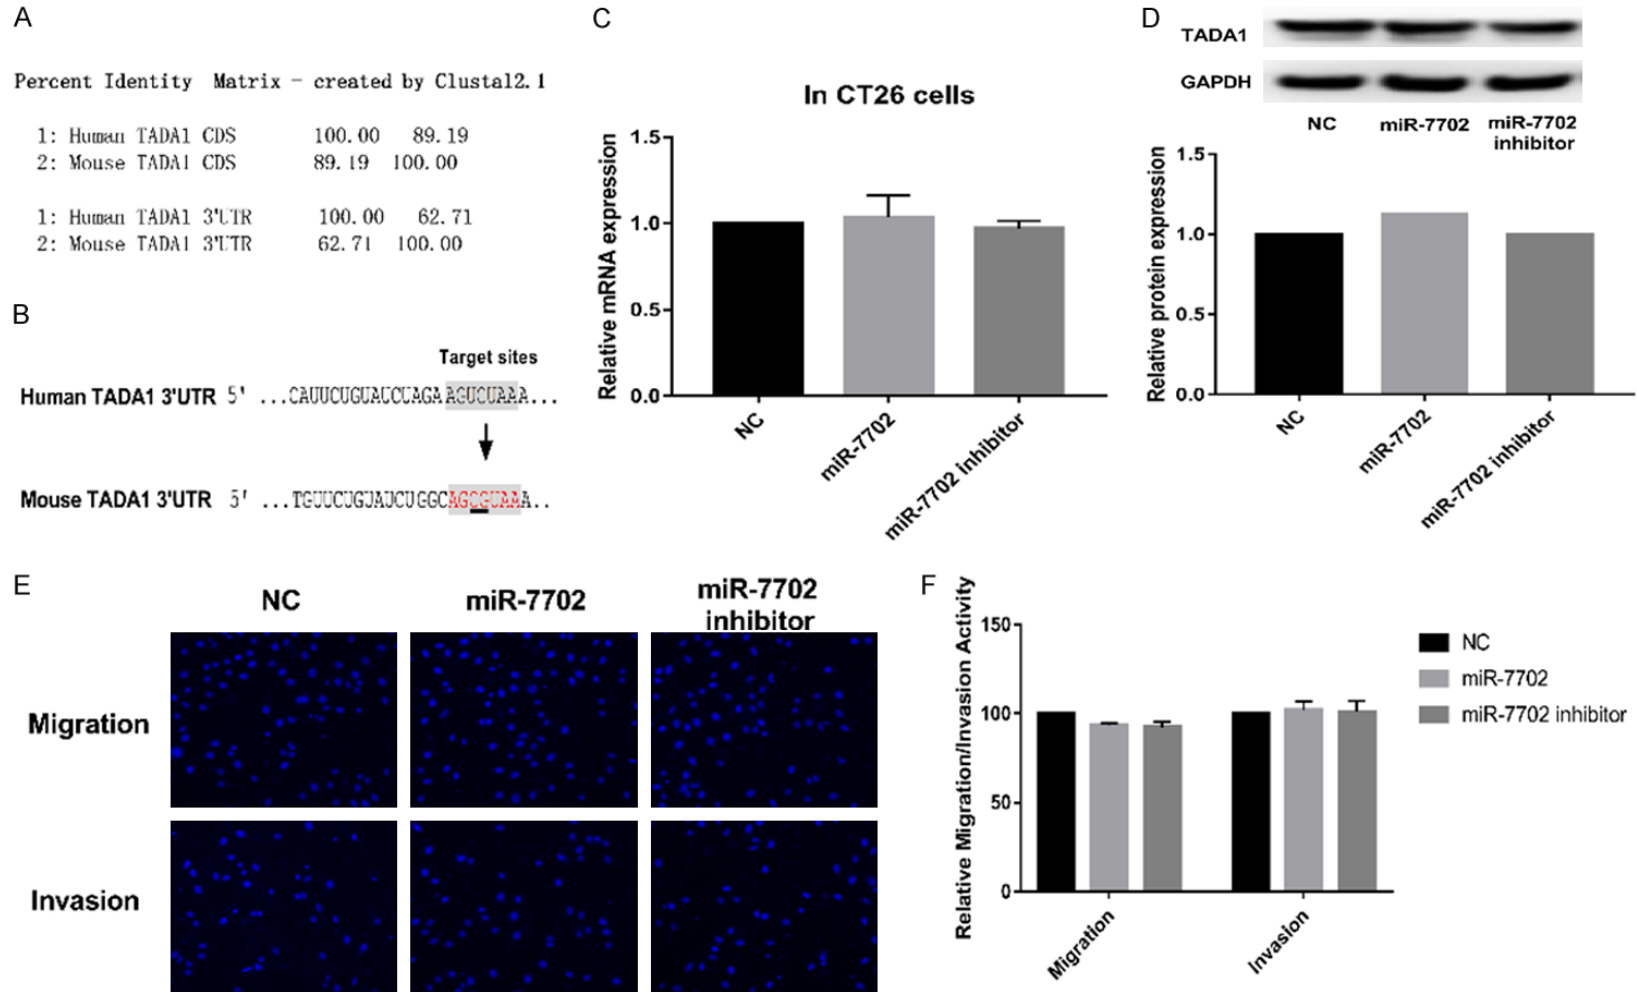 A
Percent Identity Matrix - created by Clustal2.1
1: Human TADA1 CDS 100.00 89.19
2: Mouse TADA1 CDS 89.19 100.00
1: Human TADA1 3'UTR 100.00 62.71
2: Mouse TADA1 3'UTR 62.71 100.00
B
Target sites
Human TADA1 3'UTR 5' ...CAUUCUGUAUCUAGAAGUCUAAA...
Mouse TADA1 3'UTR 5' ...TGUUCUGUAUCUGGCAGCGUAAA..
C
In CT26 cells
Relative mRNA expression
1.5
1.0
0.5
0.0
NC
miR-7702
miR-7702 inhibitor
D
TADA1
GAPDH
NC miR-7702 miR-7702
inhibitor
Relative protein expression
1.5
1.0
0.5
0.0
NC
miR-7702
miR-7702 inhibitor
E
NC miR-7702 miR-7702
inhibitor
Migration
Invasion
F
Relative Migration/Invasion Activity
150
100
50
0
Migration
Invasion
NC
miR-7702
miR-7702 inhibitor